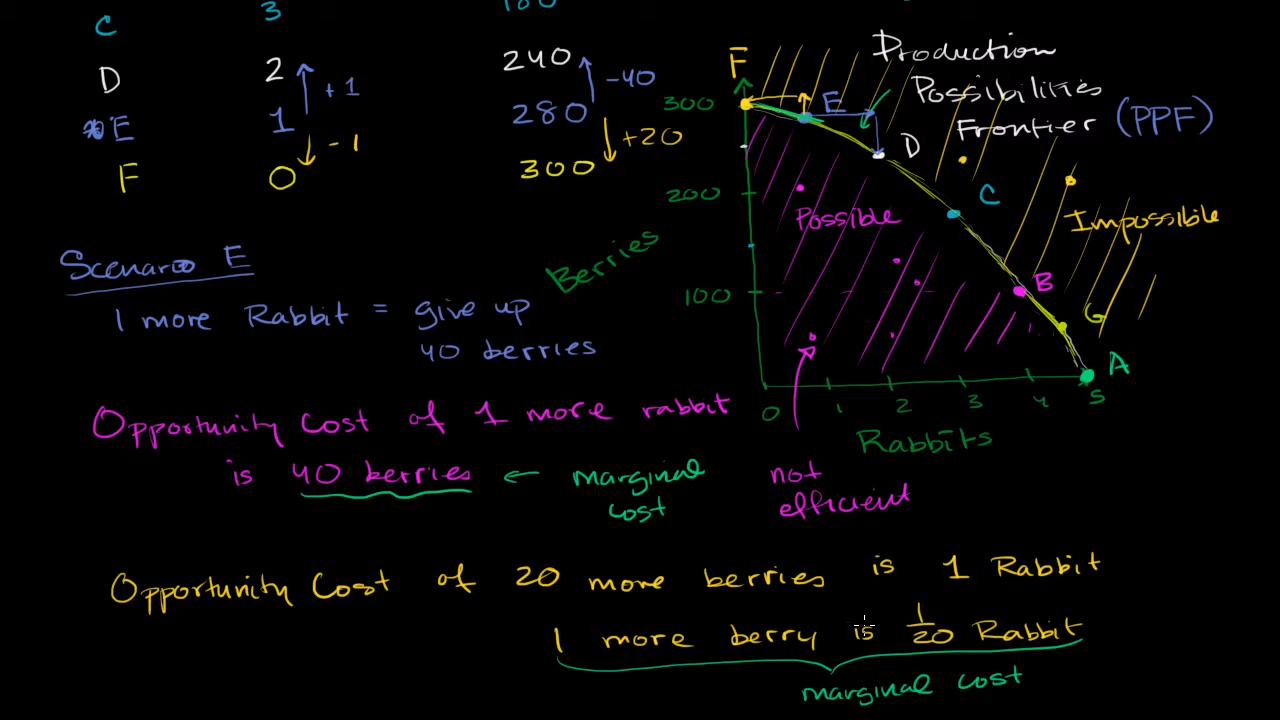 C 3 180
D 2 240
+1 -40
E 1 280
-1 +20
F 0 300
Production
Possibilities
Frontier (PPF)
F
E
D
C
B
G
A
300
200
100
Berries
Possible
Impossible
0 1 2 3 4 5
Rabbits
Scenario E
1 more Rabbit = give up
40 berries
Opportunity Cost of 1 more rabbit
is 40 berries ← marginal
cost
not
efficient
Opportunity Cost of 20 more berries is 1 Rabbit
1 more berry is 1/20 Rabbit
marginal cost